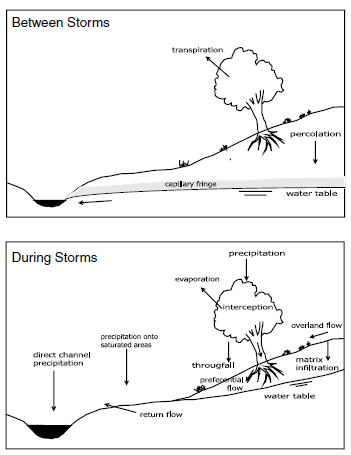 Between Storms
transpiration
percolation
capillary fringe
water table
During Storms
precipitation
evaporation
interception
overland flow
precipitation onto
saturated areas
direct channel
precipitation
througfall
matrix
infiltration
preferential
flow
water table
return flow